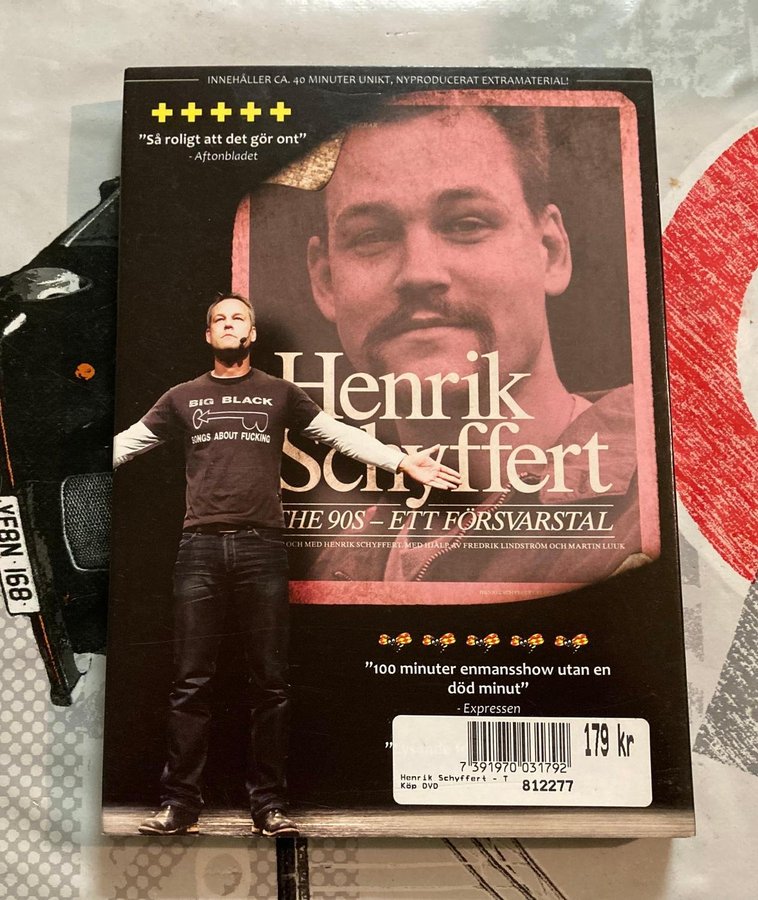 INNEHÅLLER CA. 40 MINUTER UNIKT, NYPRODUCERAT EXTRAMATERIAL!
"Så roligt att det gör ont"
- Aftonbladet
BIG BLACK
SONGS ABOUT FUCKING
Henrik
Schyffert
THE 90S – ETT FÖRSVARSTAL
OCH MED HENRIK SCHYFFERT, MED HJÄLP AV FREDRIK LINDSTRÖM OCH MARTIN LUUK
YFBN 168
"100 minuter enmansshow utan en
död minut"
- Expressen
179 kr
7 391970 031792
Henrik Schyffert - T
Köp DVD 812277